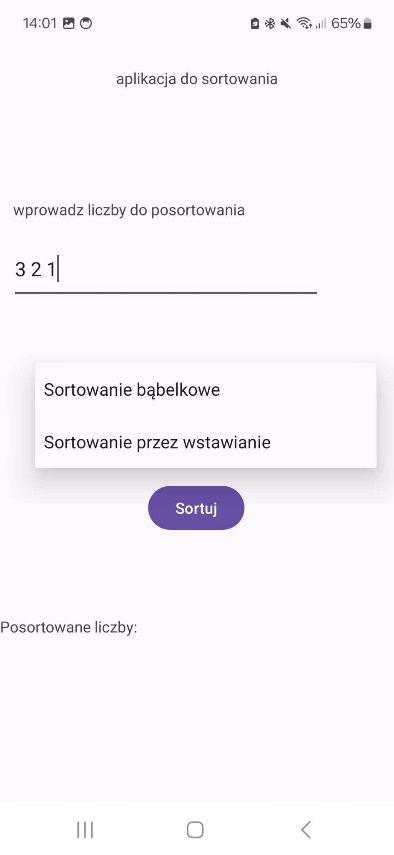 14:01 65%
aplikacja do sortowania
wprowadz liczby do posortowania
3 2 1
Sortowanie bąbelkowe
Sortowanie przez wstawianie
Sortuj
Posortowane liczby: